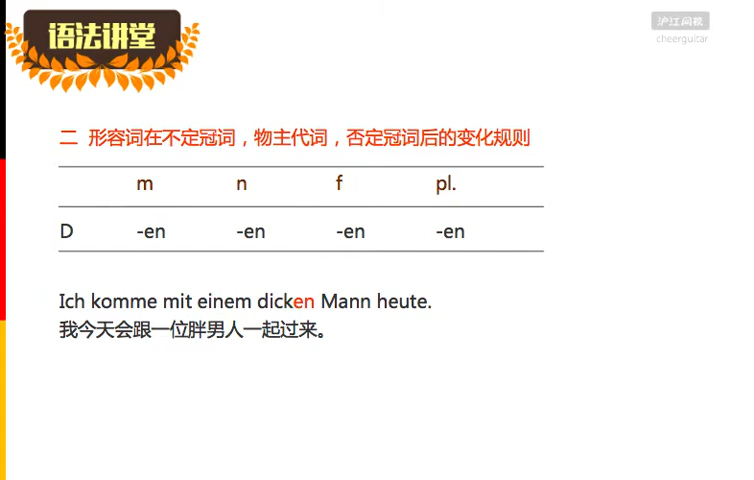 语法讲堂
沪江网校
cheerguitar
二 形容词在不定冠词，物主代词，否定冠词后的变化规则
m n f pl.
D -en -en -en -en
Ich komme mit einem dicken Mann heute.
我今天会跟一位胖男人一起过来。